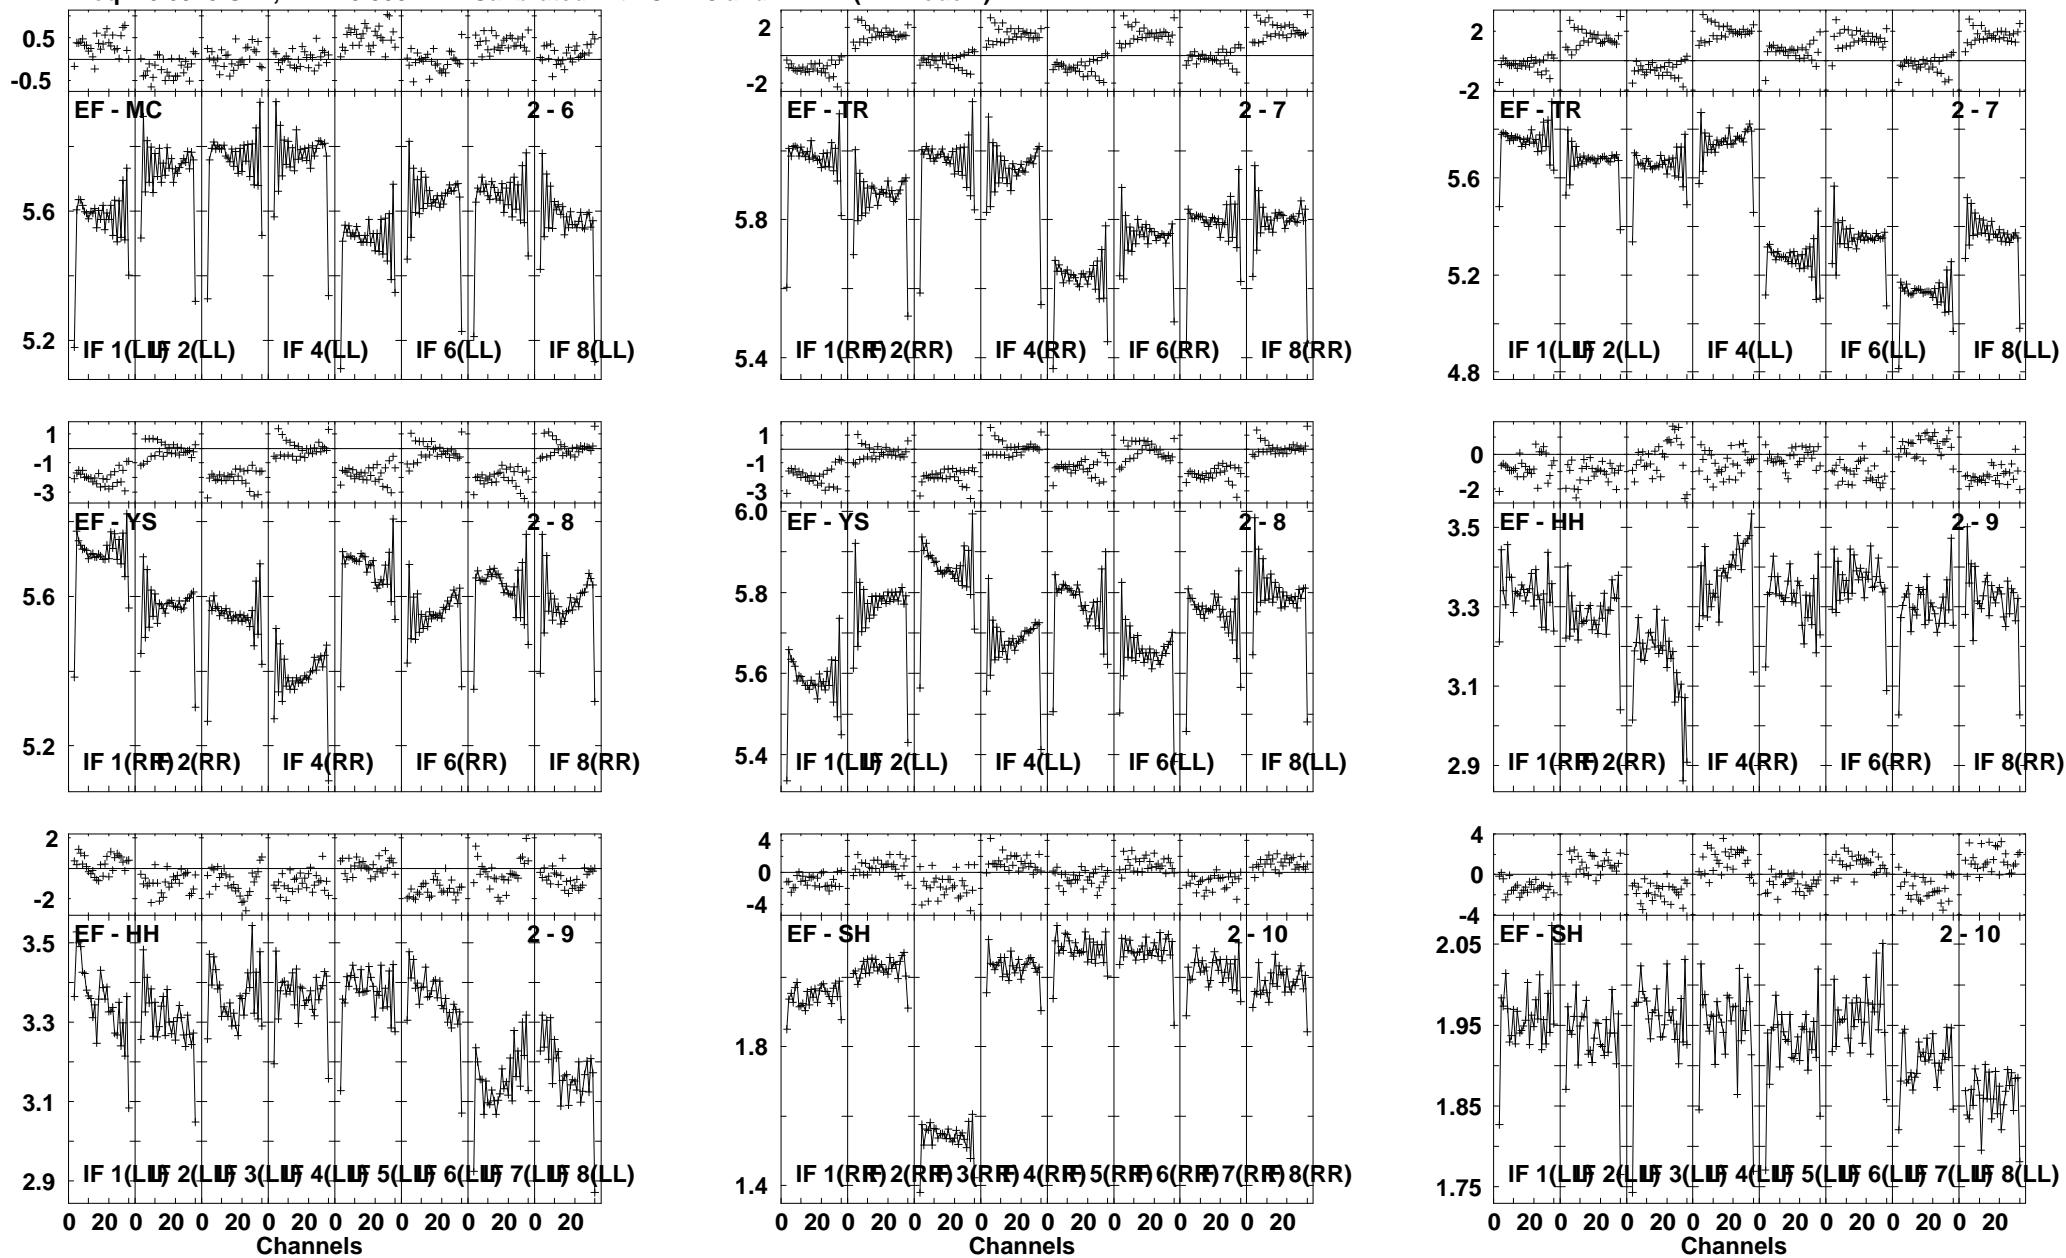 0.5
-0.5
EF - MC 2 - 6
5.6
5.2
IF 1(LL) IF 2(LL) IF 4(LL) IF 6(LL) IF 8(LL)
2
-2
EF - TR 2 - 7
5.8
5.4
IF 1(RR) IF 2(RR) IF 4(RR) IF 6(RR) IF 8(RR)
2
-2
EF - TR 2 - 7
5.6
5.2
4.8
IF 1(LL) IF 2(LL) IF 4(LL) IF 6(LL) IF 8(LL)
1
-1
-3
EF - YS 2 - 8
5.6
5.2
IF 1(RR) IF 2(RR) IF 4(RR) IF 6(RR) IF 8(RR)
1
-1
-3
6.0
EF - YS 2 - 8
5.8
5.6
5.4
IF 1(LL) IF 2(LL) IF 4(LL) IF 6(LL) IF 8(LL)
0
-2
EF - HH 2 - 9
3.5
3.3
3.1
2.9
IF 1(RR) IF 2(RR) IF 4(RR) IF 6(RR) IF 8(RR)
2
-2
EF - HH 2 - 9
3.5
3.3
3.1
2.9
IF 1(LL) IF 2(LL) IF 3(LL) IF 4(LL) IF 5(LL) IF 6(LL) IF 7(LL) IF 8(LL)
0 20 0 20 0 20 0 20 0 20 0 20 0 20 0 20
Channels
4
0
-4
EF - SH 2 - 10
1.8
1.4
IF 1(RR) IF 2(RR) IF 3(RR) IF 4(RR) IF 5(RR) IF 6(RR) IF 7(RR) IF 8(RR)
0 20 0 20 0 20 0 20 0 20 0 20 0 20 0 20
Channels
4
0
-4
EF - SH 2 - 10
2.05
1.95
1.85
1.75
IF 1(LL) IF 2(LL) IF 3(LL) IF 4(LL) IF 5(LL) IF 6(LL) IF 7(LL) IF 8(LL)
0 20 0 20 0 20 0 20 0 20 0 20 0 20 0 20
Channels